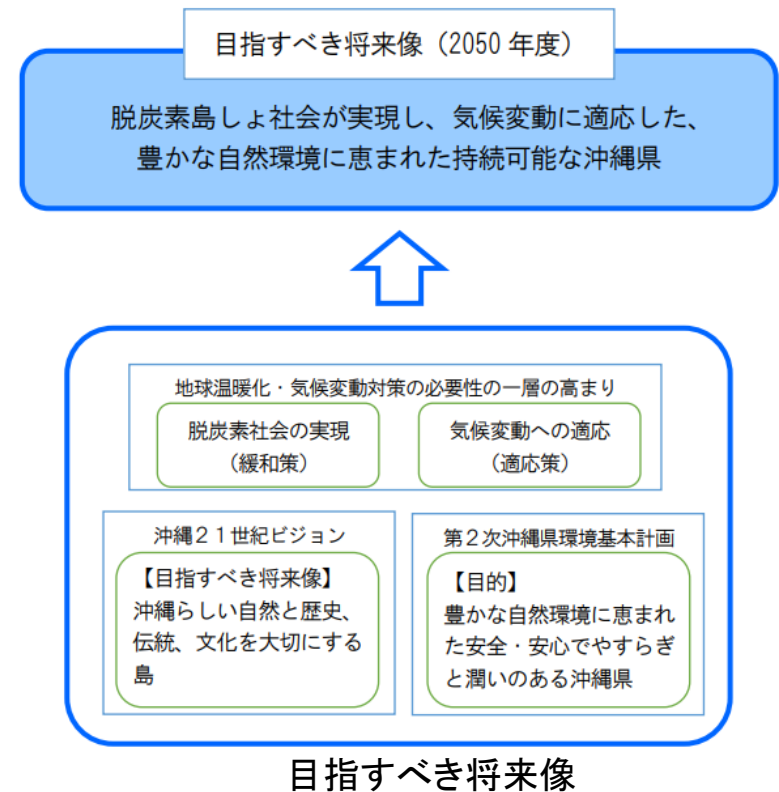 目指すべき将来像（2050 年度）
脱炭素島しょ社会が実現し、気候変動に適応した、
豊かな自然環境に恵まれた持続可能な沖縄県
地球温暖化・気候変動対策の必要性の一層の高まり
脱炭素社会の実現
（緩和策）
気候変動への適応
（適応策）
沖縄２１世紀ビジョン
【目指すべき将来像】
沖縄らしい自然と歴史、
伝統、文化を大切にする
島
第２次沖縄県環境基本計画
【目的】
豊かな自然環境に恵まれ
た安全・安心でやすらぎ
と潤いのある沖縄県
目指すべき将来像